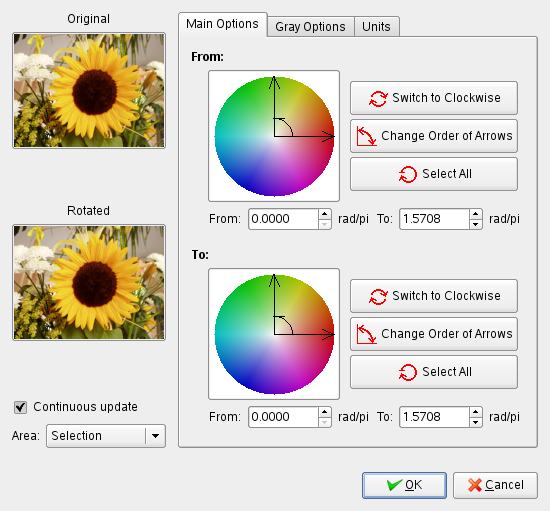 Original
Rotated
Continuous update
Area: Selection
Main Options
Gray Options
Units
From:
Switch to Clockwise
Change Order of Arrows
Select All
From: 0.0000 rad/pi To: 1.5708 rad/pi
To:
Switch to Clockwise
Change Order of Arrows
Select All
From: 0.0000 rad/pi To: 1.5708 rad/pi
OK
Cancel